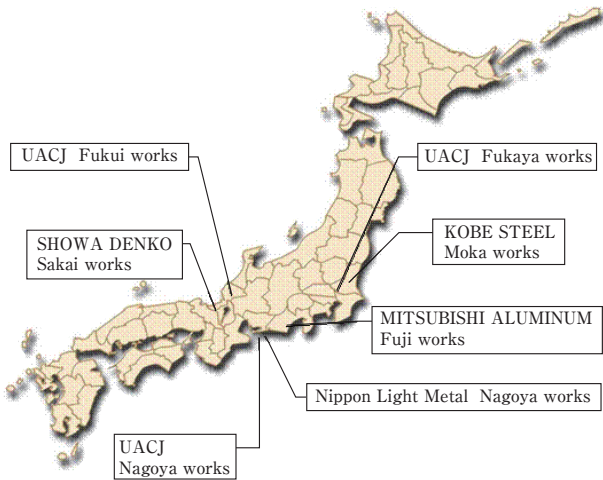 UACJ Fukui works
UACJ Fukaya works
SHOWA DENKO
Sakai works
KOBE STEEL
Moka works
MITSUBISHI ALUMINUM
Fuji works
Nippon Light Metal Nagoya works
UACJ
Nagoya works